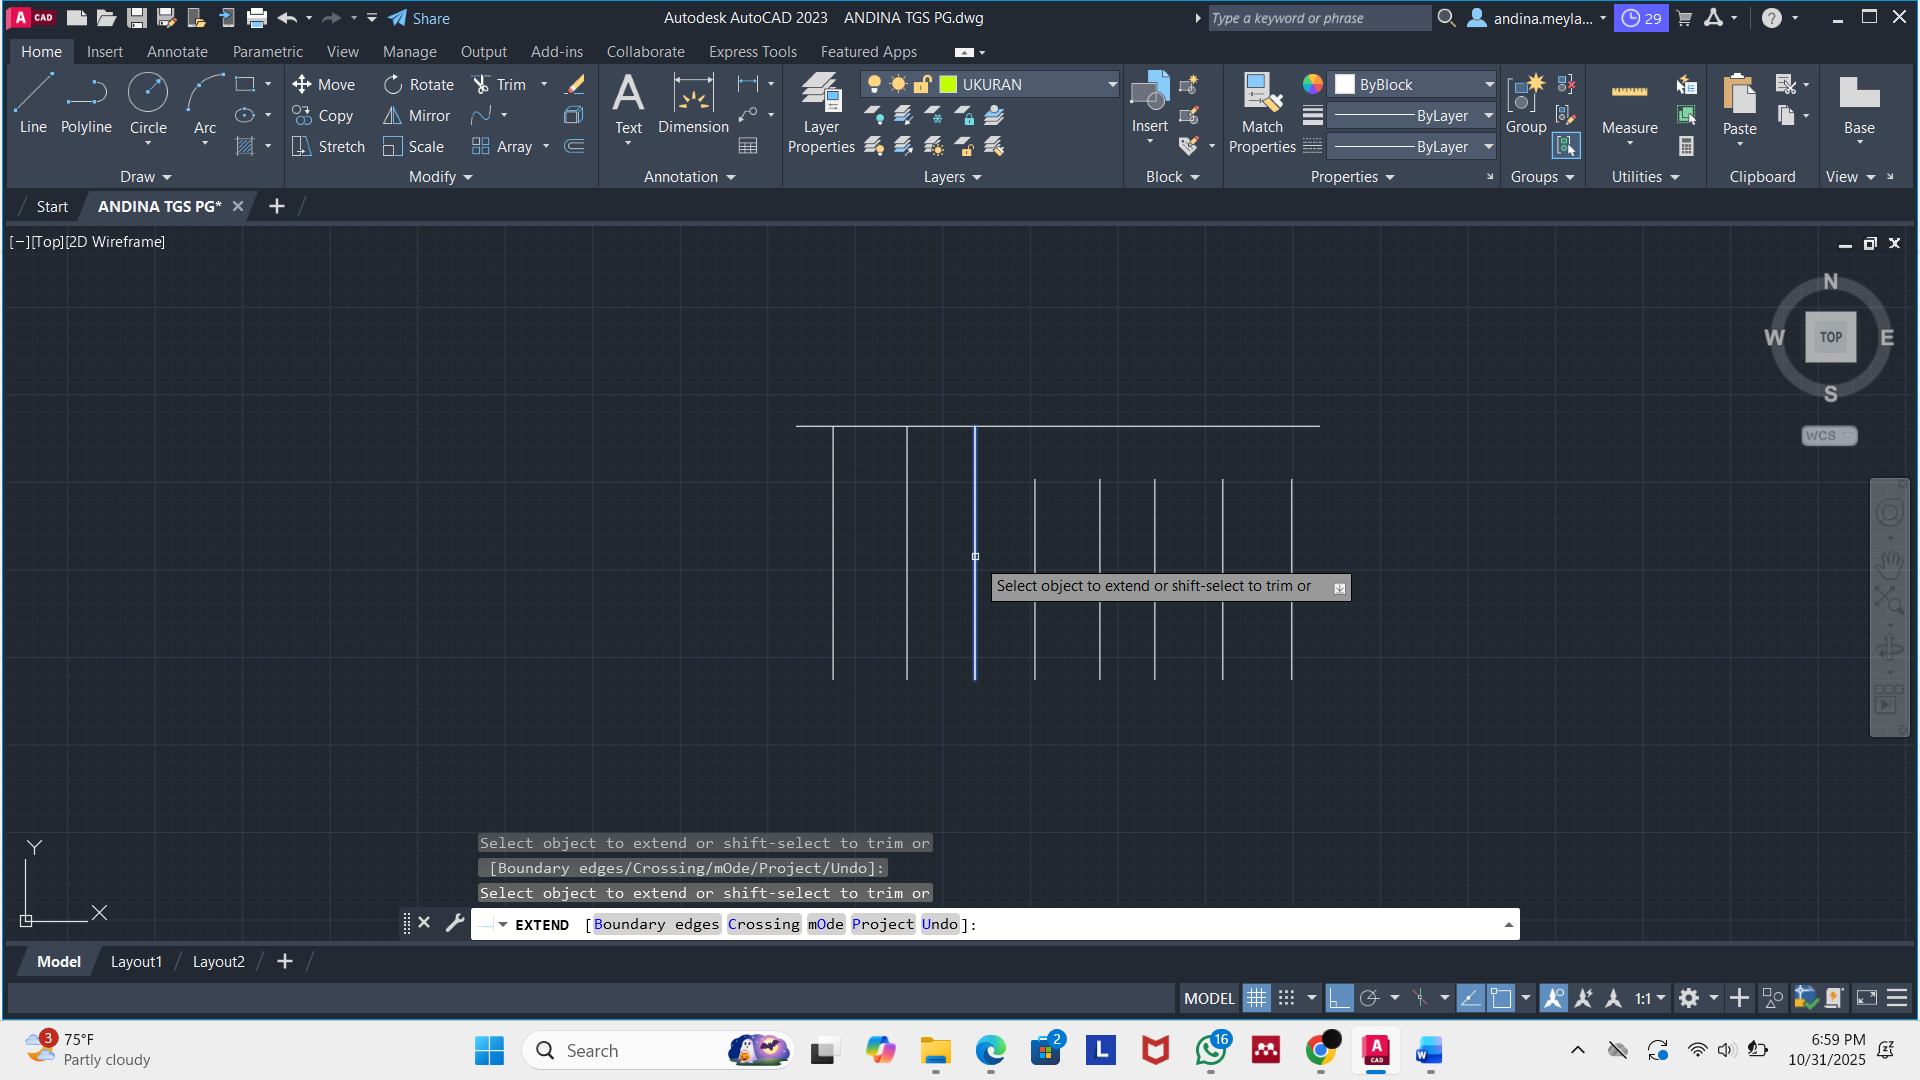 A CAD Share Autodesk AutoCAD 2023 ANDINA TGS PG.dwg Type a keyword or phrase andina.meyla... 29
Home Insert Annotate Parametric View Manage Output Add-ins Collaborate Express Tools Featured Apps
Line Polyline Circle Arc
Move Rotate Trim
Copy Mirror
Stretch Scale Array
Text Dimension
Layer Properties
UKURAN
Insert
Match Properties
ByBlock
ByLayer
ByLayer
Group
Measure
Paste
Base
Draw Modify Annotation Layers Block Properties Groups Utilities Clipboard View
Start ANDINA TGS PG*
[−][Top][2D Wireframe]
N
W TOP E
S
WCS
Select object to extend or shift-select to trim or
Select object to extend or shift-select to trim or
[Boundary edges/Crossing/mOde/Project/Undo]:
Select object to extend or shift-select to trim or
EXTEND [Boundary edges Crossing mOde Project Undo]:
Y
X
Model Layout1 Layout2
MODEL 1:1
3 75°F
Partly cloudy
Search
2
L
16
A CAD
W
6:59 PM
10/31/2025